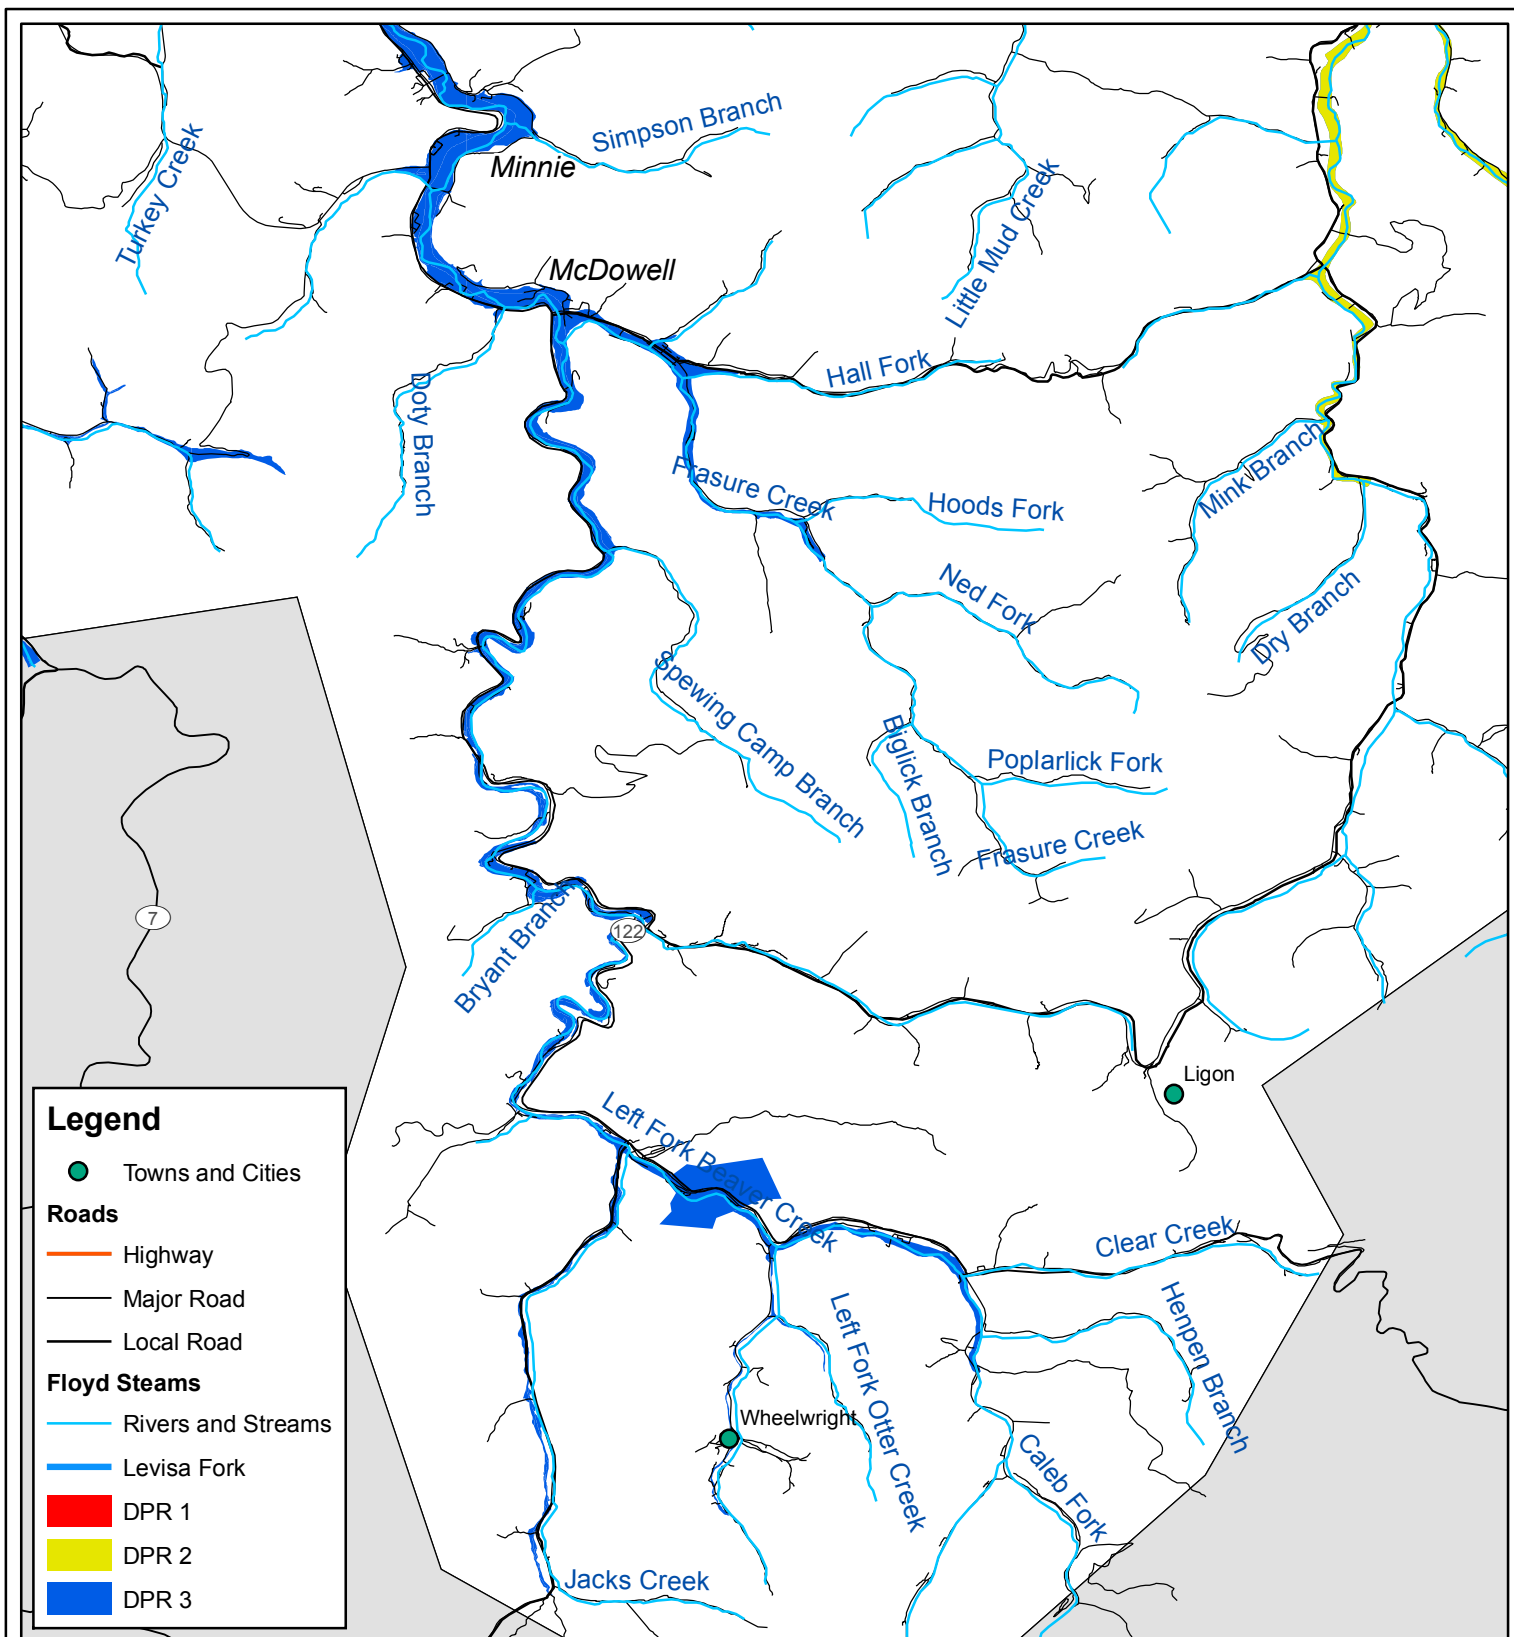 Simpson Branch
Minnie
Turkey Creek
Little Mud Creek
McDowell
Hall Fork
Doty Branch
Mink Branch
Frasure Creek
Hoods Fork
Ned Fork
Dry Branch
Spewing Camp Branch
Biglick Branch
Poplarlick Fork
Frasure Creek
7
Bryant Branch
122
Ligon
Left Fork Beaver Creek
Clear Creek
Henpen Branch
Left Fork Otter Creek
Wheelwright
Caleb Fork
Jacks Creek
Legend
Towns and Cities
Roads
Highway
Major Road
Local Road
Floyd Steams
Rivers and Streams
Levisa Fork
DPR 1
DPR 2
DPR 3